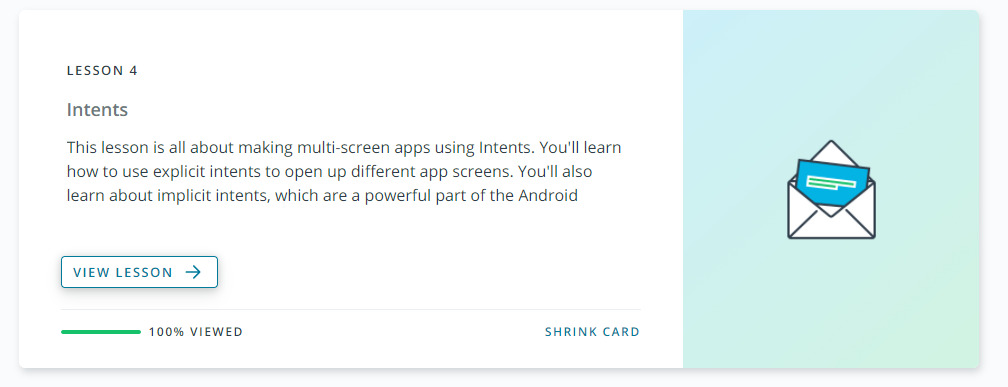 LESSON 4
Intents
This lesson is all about making multi-screen apps using Intents. You'll learn
how to use explicit intents to open up different app screens. You'll also
learn about implicit intents, which are a powerful part of the Android
VIEW LESSON
100% VIEWED
SHRINK CARD